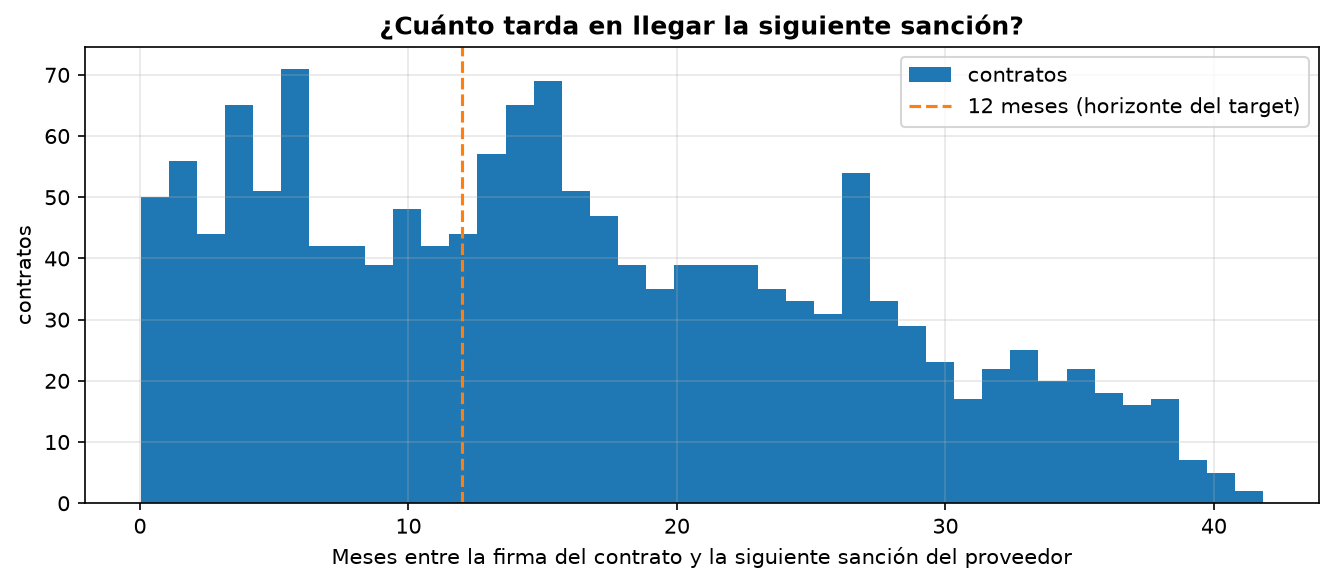 ¿Cuánto tarda en llegar la siguiente sanción?
contratos
12 meses (horizonte del target)
contratos
70
60
50
40
30
20
10
0
0 10 20 30 40
Meses entre la firma del contrato y la siguiente sanción del proveedor